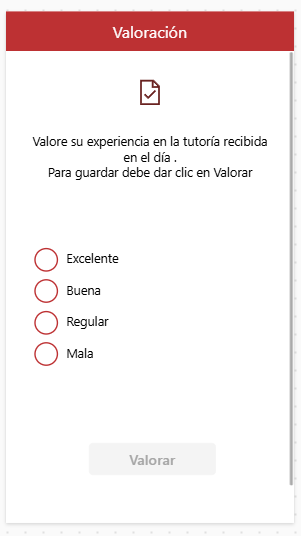 Valoración
Valore su experiencia en la tutoría recibida
en el día .
Para guardar debe dar clic en Valorar
Excelente
Buena
Regular
Mala
Valorar